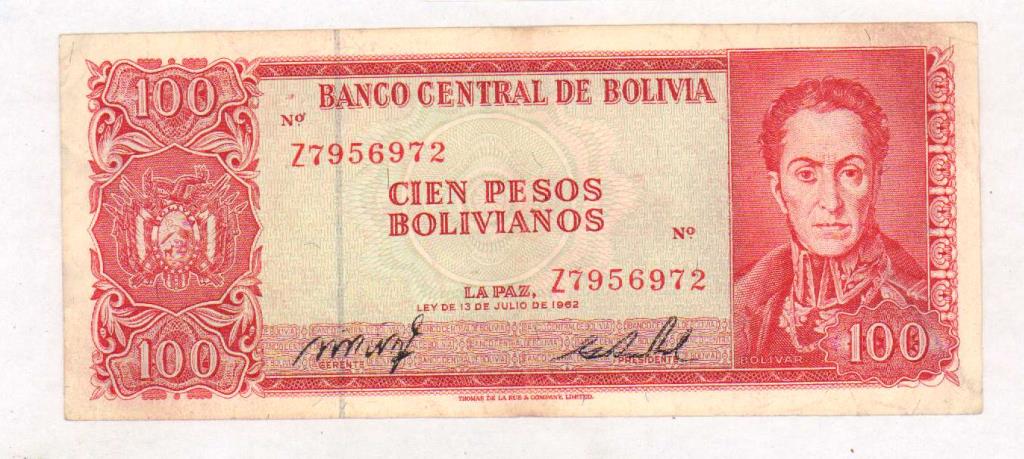 100
BANCO CENTRAL DE BOLIVIA
Nº
Z7956972
CIEN PESOS
BOLIVIANOS
Nº
Z7956972
LA PAZ,
LEY DE 13 DE JULIO DE 1962
GERENTE
PRESIDENTE
BOLIVAR
100
100
THOMAS DE LA RUE & COMPANY, LIMITED.